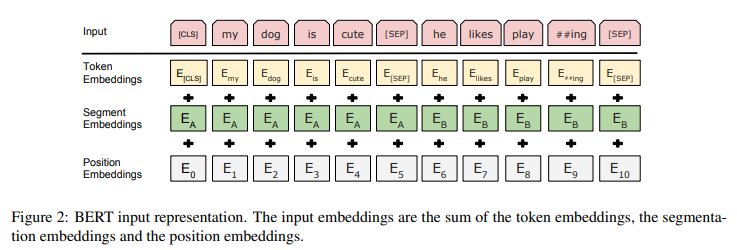 Input [CLS] my dog is cute [SEP] he likes play ##ing [SEP]
Token
Embeddings E[CLS] Emy Edog Eis Ecute E[SEP] Ehe Elikes Eplay E##ing E[SEP]
Segment
Embeddings EA EA EA EA EA EA EB EB EB EB EB
Position
Embeddings E0 E1 E2 E3 E4 E5 E6 E7 E8 E9 E10
Figure 2: BERT input representation. The input embeddings are the sum of the token embeddings, the segmenta-
tion embeddings and the position embeddings.